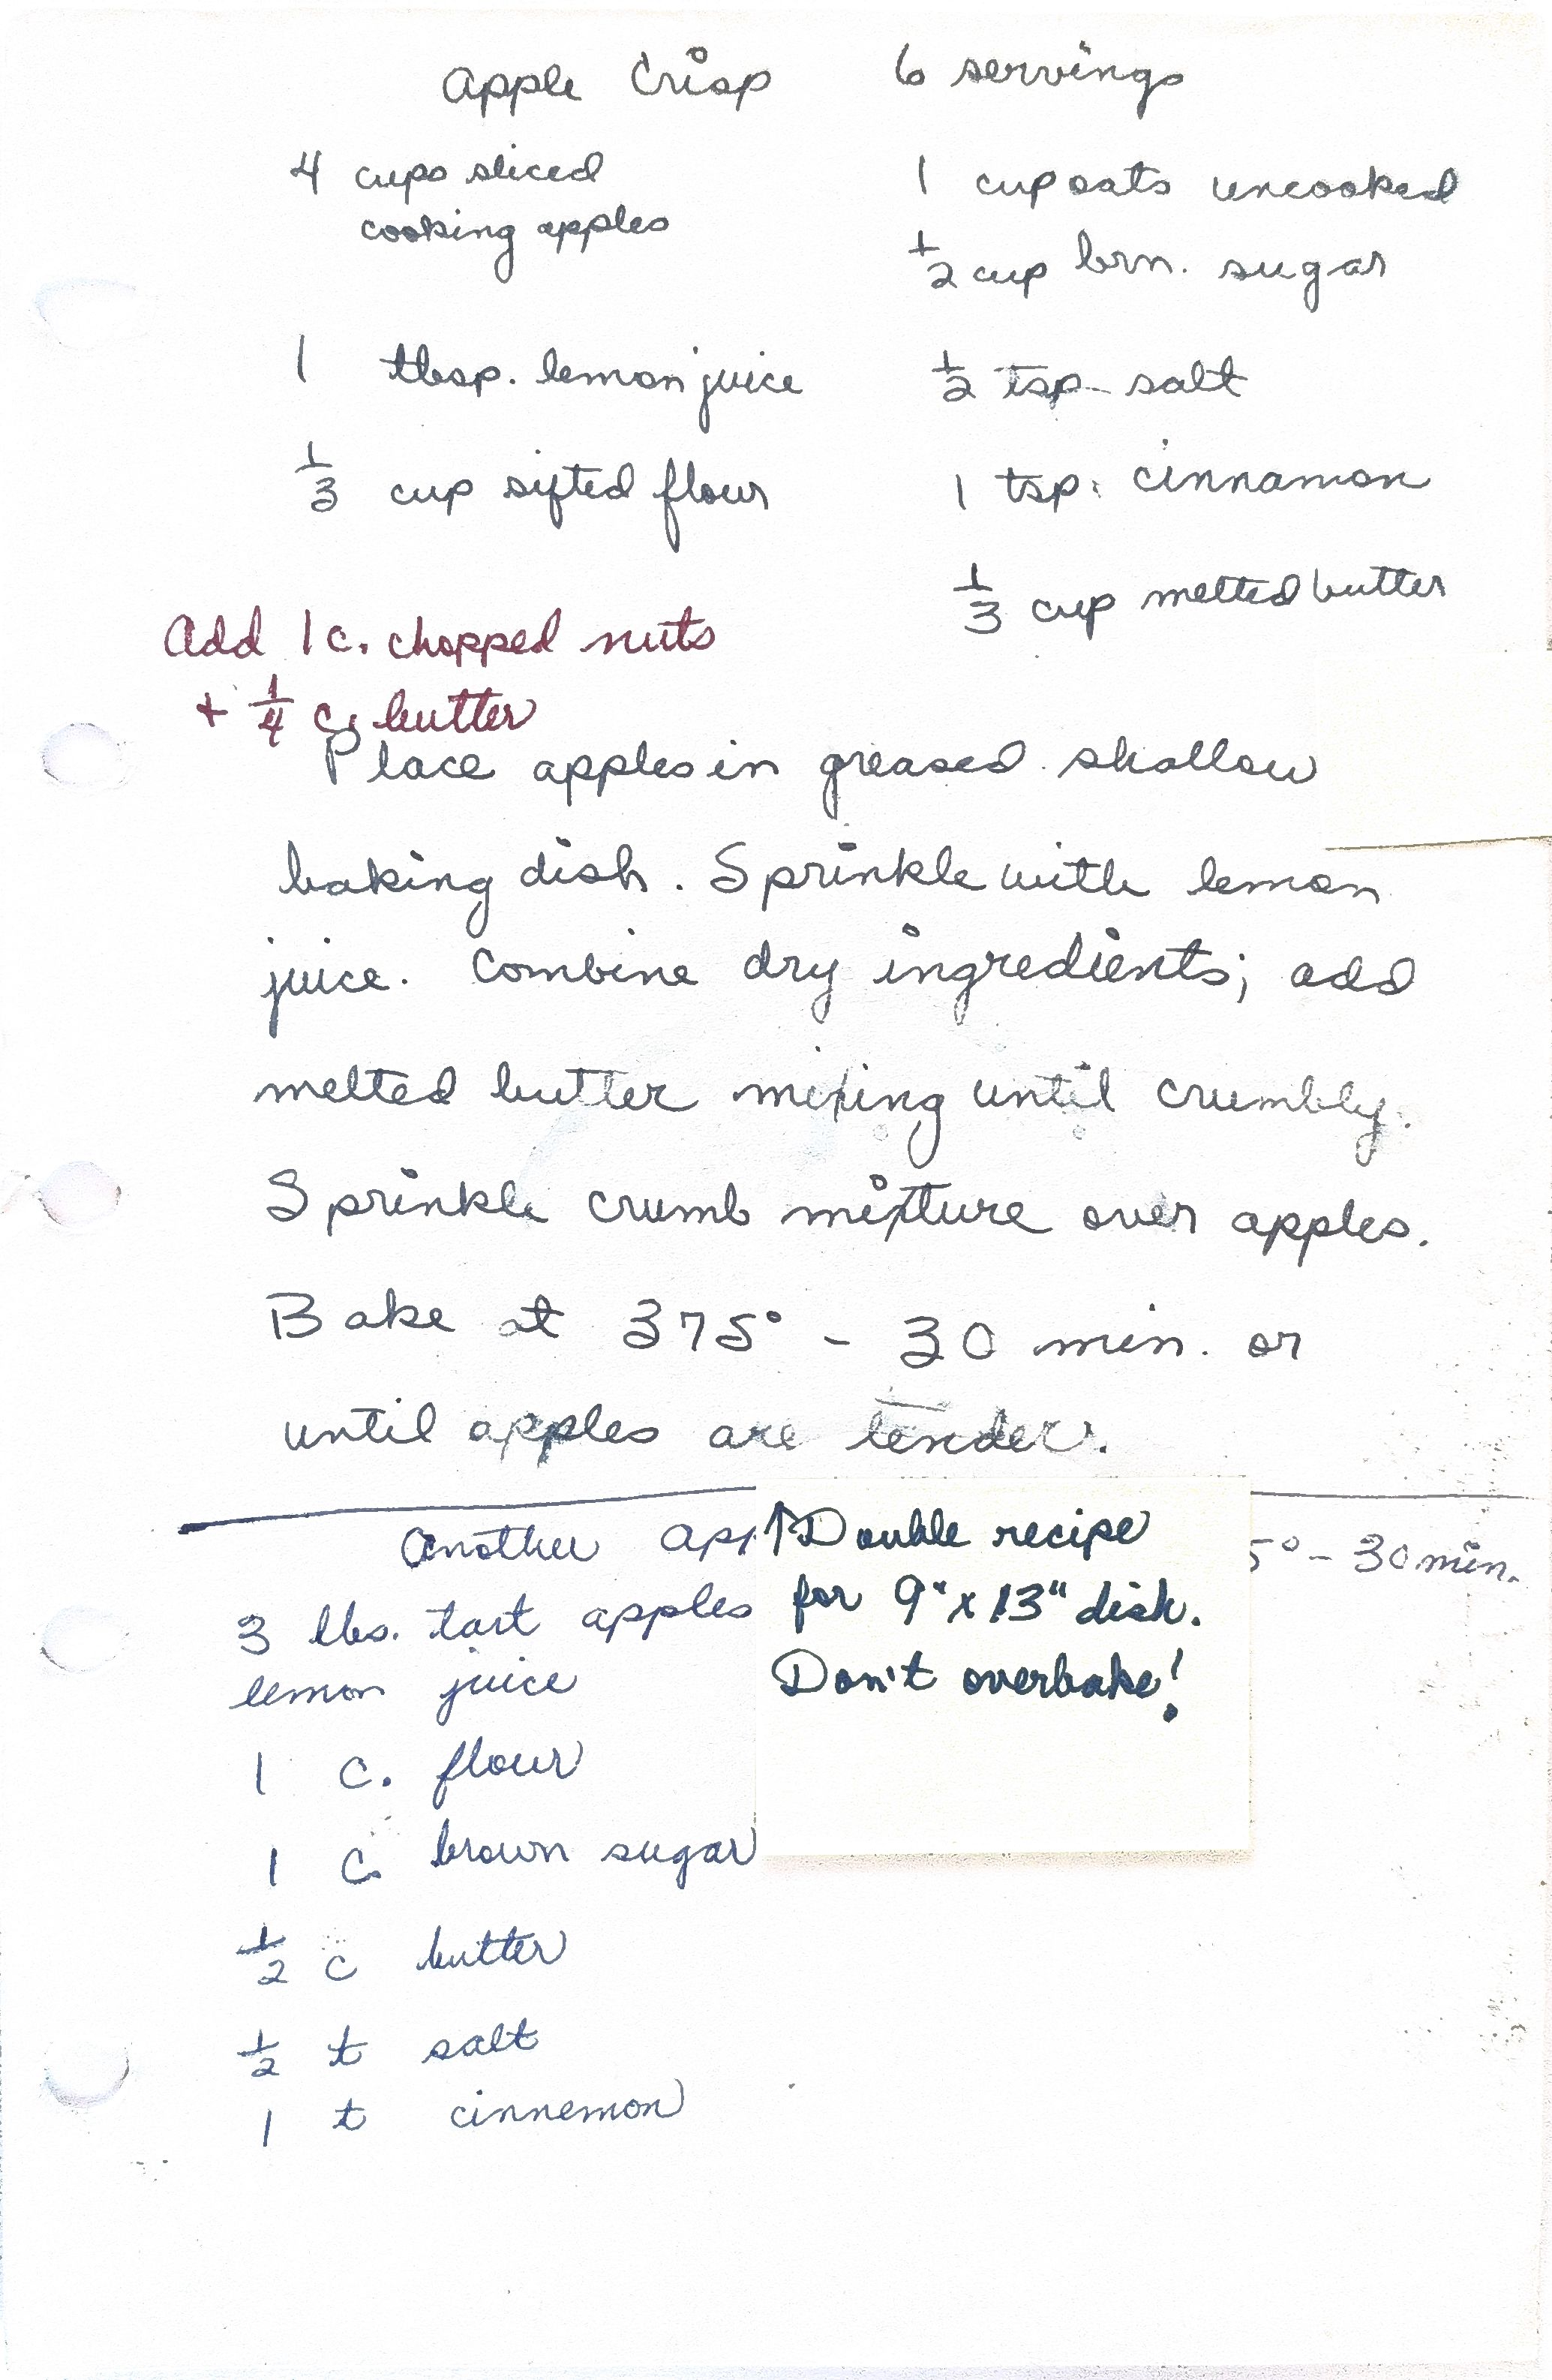 Apple Crisp 6 servings
4 cups sliced
cooking apples
1 tbsp. lemon juice
1/3 cup sifted flour
1 cup oats uncooked
1/2 cup brn. sugar
1/2 tsp. salt
1 tsp. cinnamon
1/3 cup melted butter
Add 1 c. chopped nuts
+ 1/4 c. butter
Place apples in greased shallow
baking dish. Sprinkle with lemon
juice. Combine dry ingredients; add
melted butter mixing until crumbly.
Sprinkle crumb mixture over apples.
Bake at 375° - 30 min. or
until apples are tender.
Another app 5° - 30 min.
3 lbs. tart apples
lemon juice
1 c. flour
1 c. brown sugar
1/2 c butter
1/2 t salt
1 t cinnemon
↑Double recipe
for 9" x 13" dish.
Don't overbake!